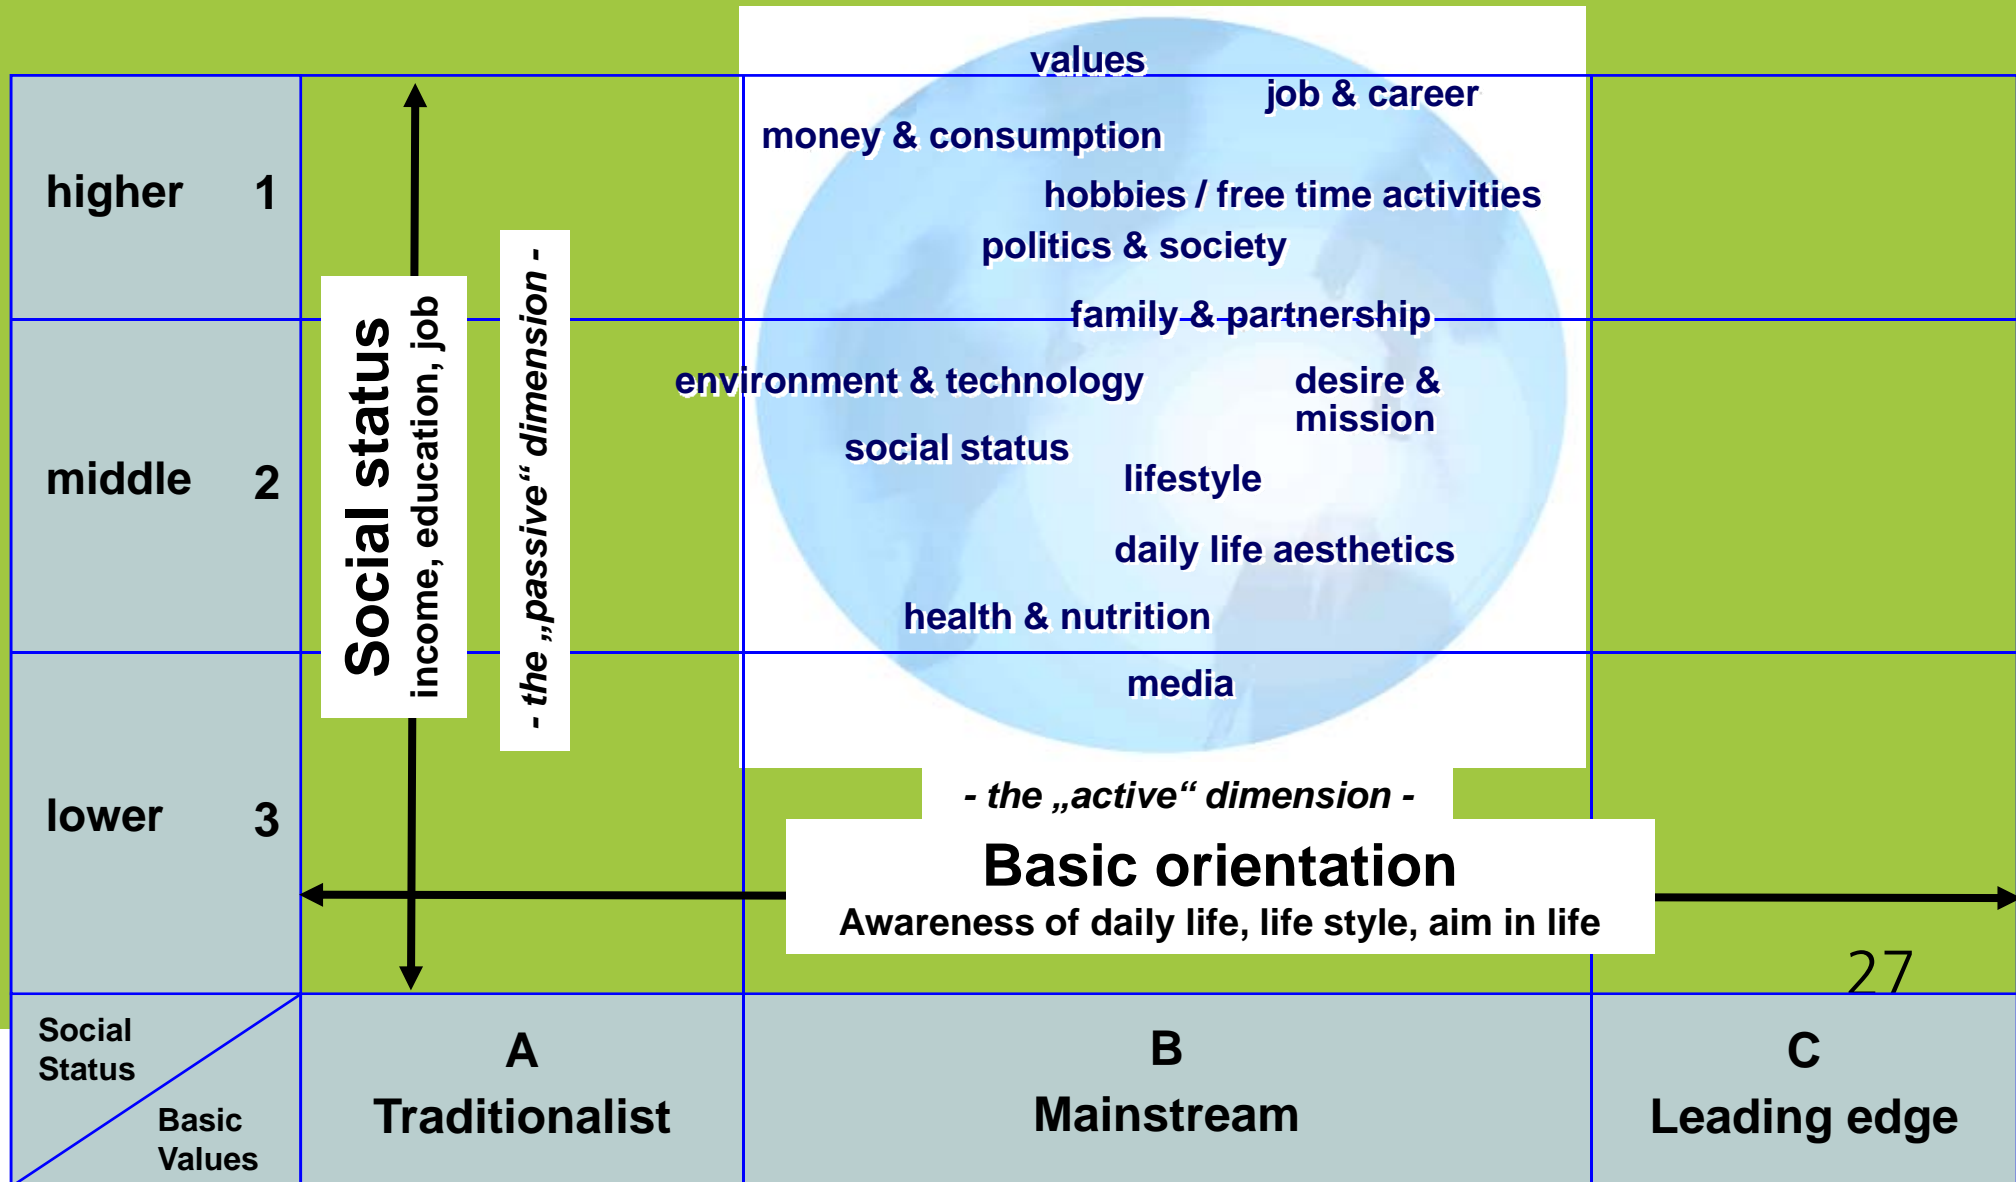 values
job & career
money & consumption
higher 1
hobbies / free time activities
politics & society
family & partnership
Social status
income, education, job
- the „passive“ dimension -
environment & technology
desire &
mission
social status
middle 2
lifestyle
daily life aesthetics
health & nutrition
media
lower 3
- the „active“ dimension -
Basic orientation
Awareness of daily life, life style, aim in life
27
Social
Status
Basic
Values
A
Traditionalist
B
Mainstream
C
Leading edge